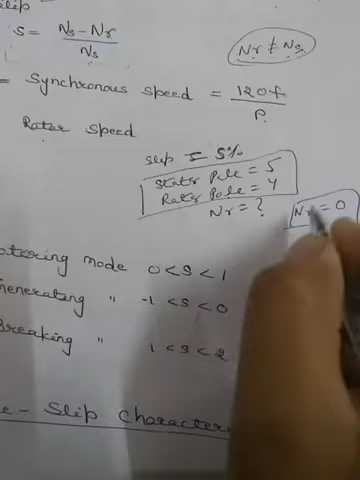 Slip
S = Ns - Nr / Ns
Nr ≠ Ns
= Synchronous speed = 120f / P
Rotor speed
slip = 5%
Stator Pole = 5
Rotor Pole = 4
Nr = ?
Nr = 0
otoring mode 0 < S < 1
enerating " -1 < S < 0
Breaking " 1 < S < 2
e - Slip Character